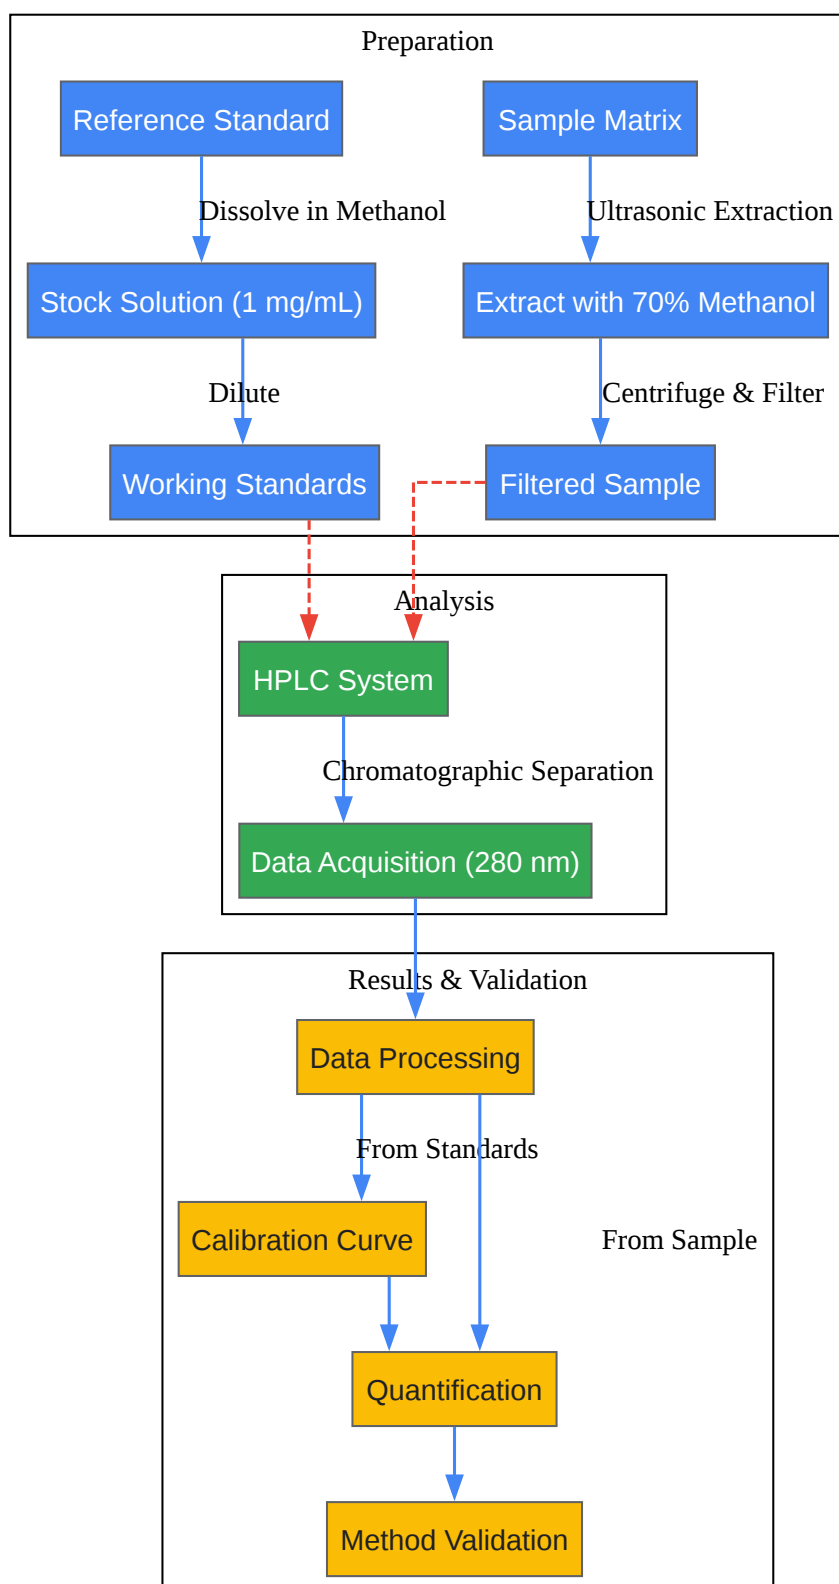 Preparation
Reference Standard
Sample Matrix
Dissolve in Methanol
Ultrasonic Extraction
Stock Solution (1 mg/mL)
Extract with 70% Methanol
Dilute
Centrifuge & Filter
Working Standards
Filtered Sample
Analysis
HPLC System
Chromatographic Separation
Data Acquisition (280 nm)
Results & Validation
Data Processing
From Standards
Calibration Curve
From Sample
Quantification
Method Validation